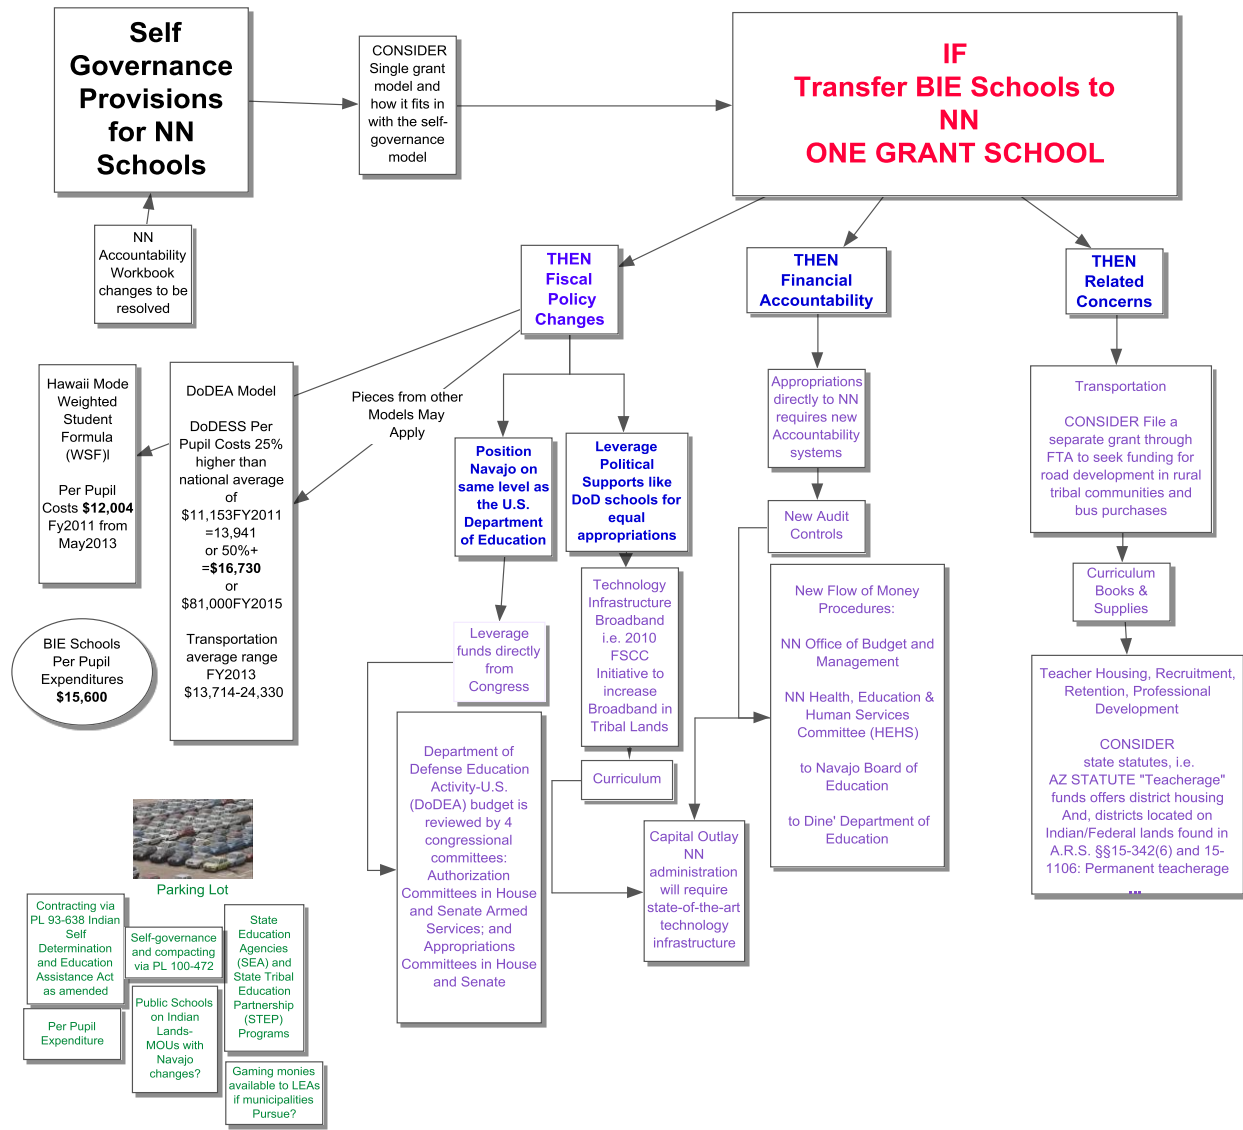 Self
Governance
Provisions
for NN
Schools
CONSIDER
Single grant
model and
how it fits in
with the self-
governance
model
IF
Transfer BIE Schools to
NN
ONE GRANT SCHOOL
NN
Accountability
Workbook
changes to be
resolved
THEN
Fiscal
Policy
Changes
THEN
Financial
Accountability
THEN
Related
Concerns
Hawaii Mode
Weighted
Student
Formula
(WSF)l
Per Pupil
Costs $12,004
Fy2011 from
May2013
DoDEA Model
DoDESS Per
Pupil Costs 25%
higher than
national average
of
$11,153FY2011
=13,941
or 50%+
=$16,730
or
$81,000FY2015
Transportation
average range
FY2013
$13,714-24,330
Pieces from other
Models May
Apply
BIE Schools
Per Pupil
Expenditures
$15,600
Position
Navajo on
same level as
the U.S.
Department
of Education
Leverage
Political
Supports like
DoD schools for
equal
appropriations
Leverage
funds directly
from
Congress
Technology
Infrastructure
Broadband
i.e. 2010
FSCC
Initiative to
increase
Broadband in
Tribal Lands
Curriculum
Department of
Defense Education
Activity-U.S.
(DoDEA) budget is
reviewed by 4
congressional
committees:
Authorization
Committees in House
and Senate Armed
Services; and
Appropriations
Committees in House
and Senate
Capital Outlay
NN
administration
will require
state-of-the-art
technology
infrastructure
Appropriations
directly to NN
requires new
Accountability
systems
New Audit
Controls
New Flow of Money
Procedures:
NN Office of Budget and
Management
NN Health, Education &
Human Services
Committee (HEHS)
to Navajo Board of
Education
to Dine' Department of
Education
Transportation
CONSIDER File a
separate grant through
FTA to seek funding for
road development in rural
tribal communities and
bus purchases
Curriculum
Books &
Supplies
Teacher Housing, Recruitment,
Retention, Professional
Development
CONSIDER
state statutes, i.e.
AZ STATUTE "Teacherage"
funds offers district housing
And, districts located on
Indian/Federal lands found in
A.R.S. §§15-342(6) and 15-
1106: Permanent teacherage
...
Parking Lot
Contracting via
PL 93-638 Indian
Self
Determination
and Education
Assistance Act
as amended
Self-governance
and compacting
via PL 100-472
State
Education
Agencies
(SEA) and
State Tribal
Education
Partnership
(STEP)
Programs
Per Pupil
Expenditure
Public Schools
on Indian
Lands-
MOUs with
Navajo
changes?
Gaming monies
available to LEAs
if municipalities
Pursue?